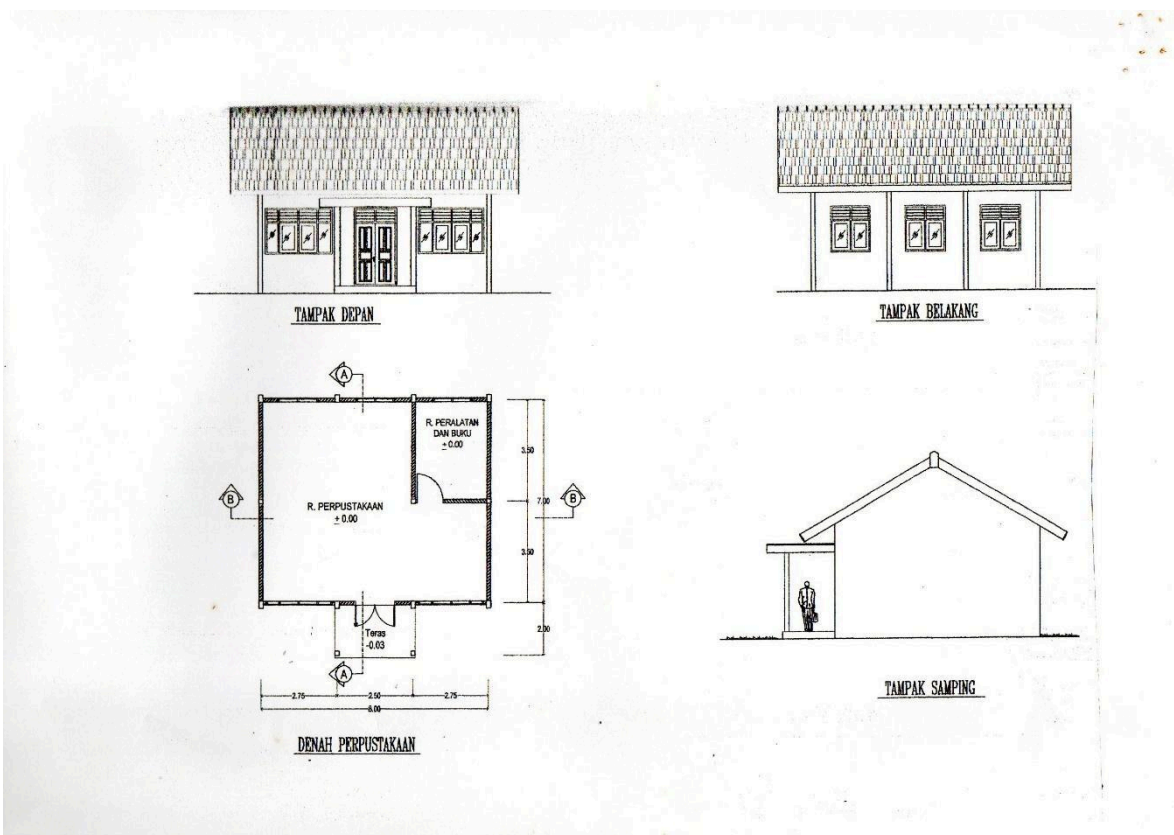 TAMPAK DEPAN
TAMPAK BELAKANG
A
R. PERALATAN
DAN BUKU
± 0.00
3.50
B
R. PERPUSTAKAAN
± 0.00
7.00
B
3.50
Teras
-0.03
2.00
A
2.75
2.50
2.75
8.00
DENAH PERPUSTAKAAN
TAMPAK SAMPING